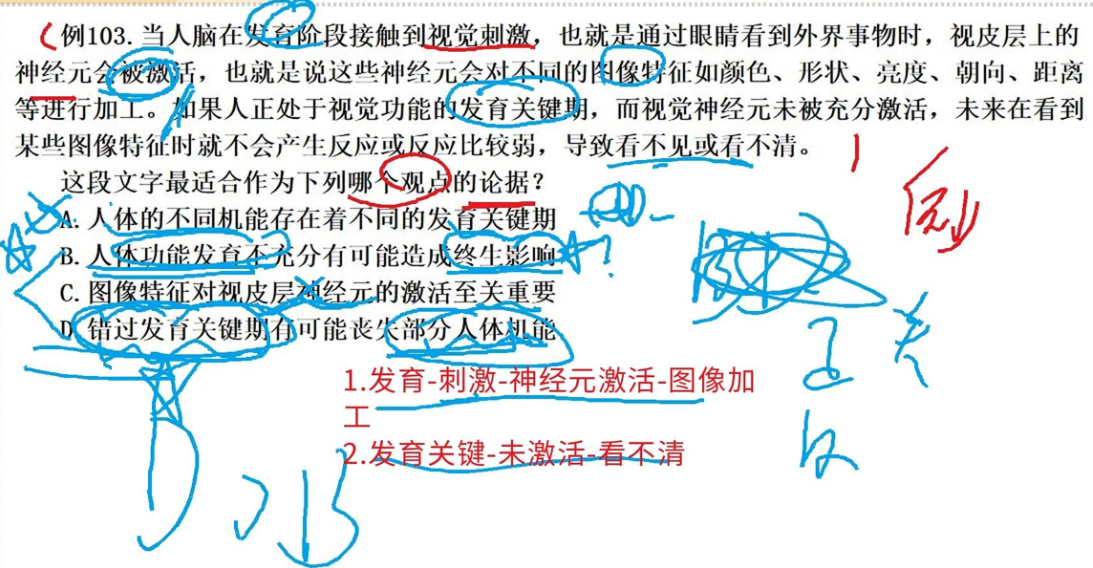 例103.当人脑在发育阶段接触到视觉刺激，也就是通过眼睛看到外界事物时，视皮层上的
神经元会被激活，也就是说这些神经元会对不同的图像特征如颜色、形状、亮度、朝向、距离
等进行加工。如果人正处于视觉功能的发育关键期，而视觉神经元未被充分激活，未来在看到
某些图像特征时就不会产生反应或反应比较弱，导致看不见或看不清。
这段文字最适合作为下列哪个观点的论据？
A.人体的不同机能存在着不同的发育关键期
B.人体功能发育不充分有可能造成终生影响
C.图像特征对视皮层神经元的激活至关重要
D.错过发育关键期有可能丧失部分人体机能
1.发育-刺激-神经元激活-图像加
工
2.发育关键-未激活-看不清